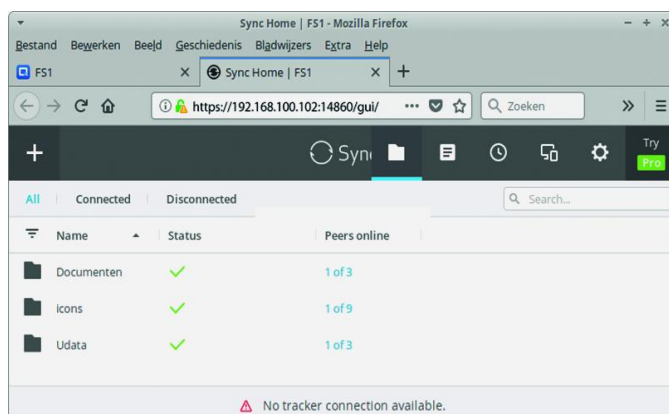 Sync Home | FS1 - Mozilla Firefox
Bestand Bewerken Beeld Geschiedenis Bladwijzers Extra Help
FS1 Sync Home | FS1
https://192.168.100.102:14860/gui/ Zoeken
Sync Try
Pro
All Connected Disconnected Search...
Name Status Peers online
Documenten 1 of 3
icons 1 of 9
Udata 1 of 3
No tracker connection available.